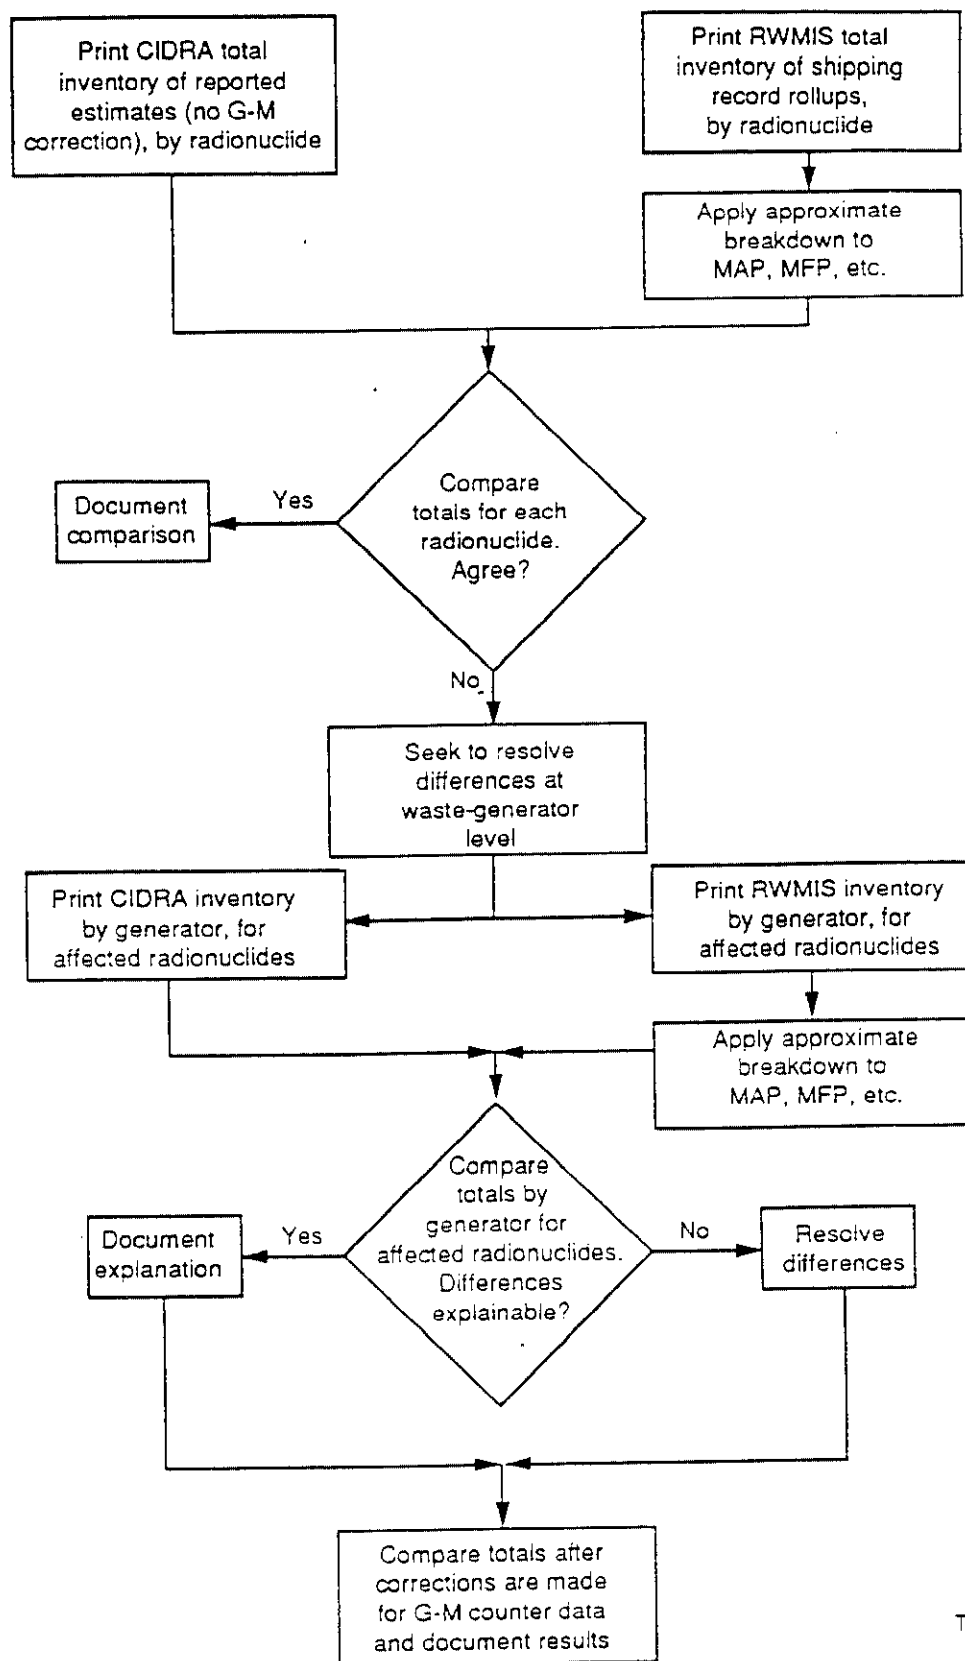 Print CIDRA total
inventory of reported
estimates (no G-M
correction), by radionuclide
Print RWMIS total
inventory of shipping
record rollups,
by radionuclide
Apply approximate
breakdown to
MAP, MFP, etc.
Compare
totals for each
radionuclide.
Agree?
Yes
Document
comparison
No
Seek to resolve
differences at
waste-generator
level
Print CIDRA inventory
by generator, for
affected radionuclides
Print RWMIS inventory
by generator, for
affected radionuclides
Apply approximate
breakdown to
MAP, MFP, etc.
Compare
totals by
generator for
affected radionuclides.
Differences
explainable?
Yes
Document
explanation
No
Resolve
differences
Compare totals after
corrections are made
for G-M counter data
and document results
T